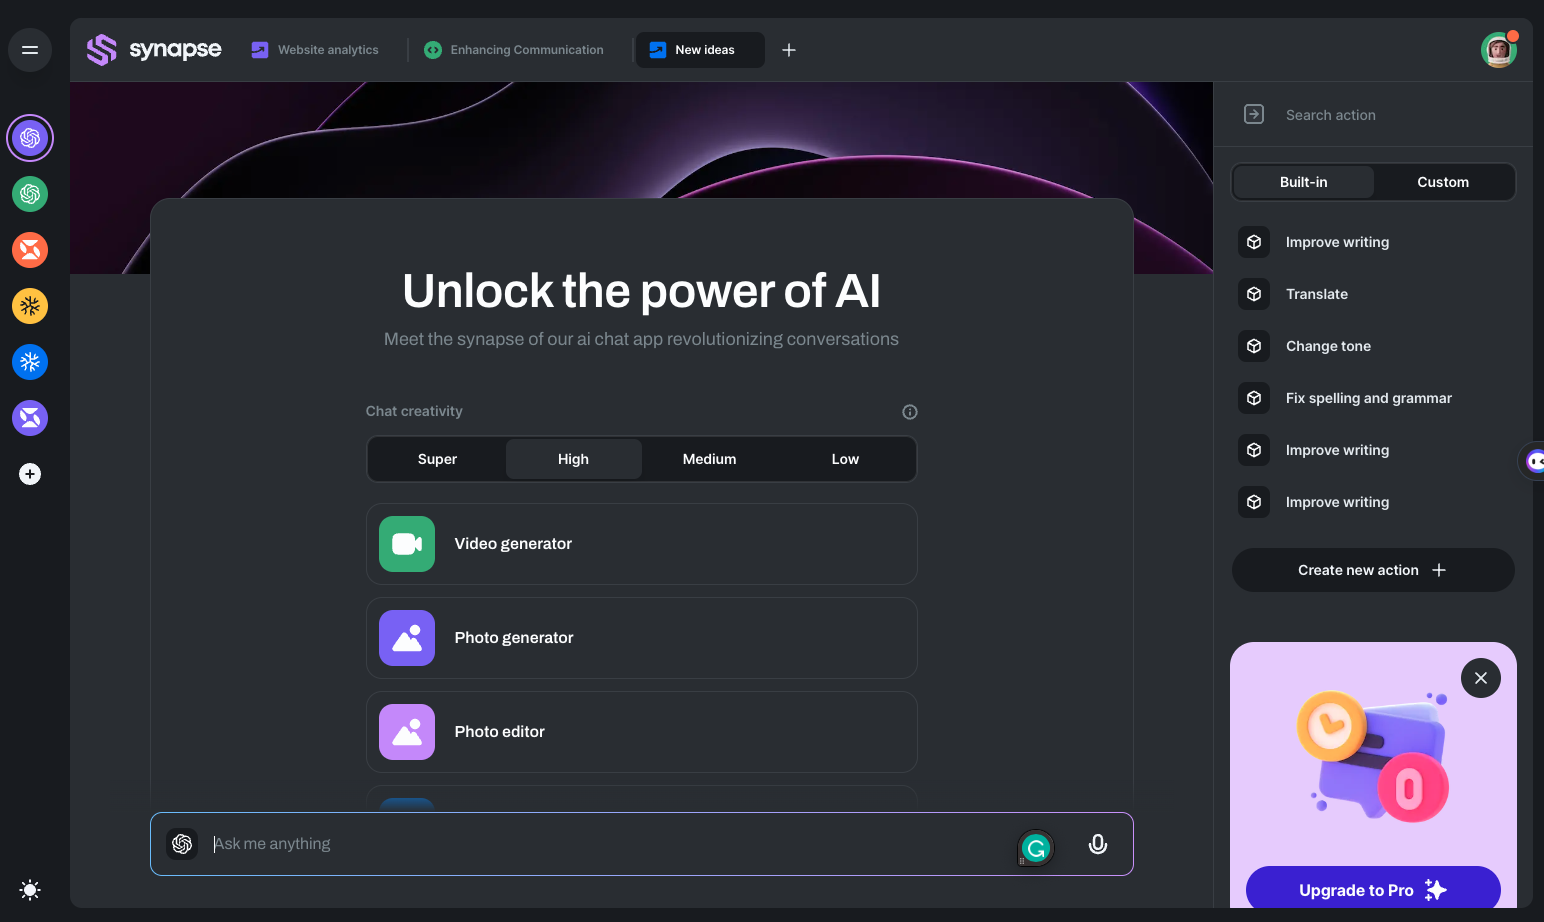 synapse
Website analytics
Enhancing Communication
New ideas
Search action
Built-in
Custom
Improve writing
Translate
Change tone
Fix spelling and grammar
Improve writing
Improve writing
Create new action
Upgrade to Pro
Unlock the power of AI
Meet the synapse of our ai chat app revolutionizing conversations
Chat creativity
Super
High
Medium
Low
Video generator
Photo generator
Photo editor
Ask me anything